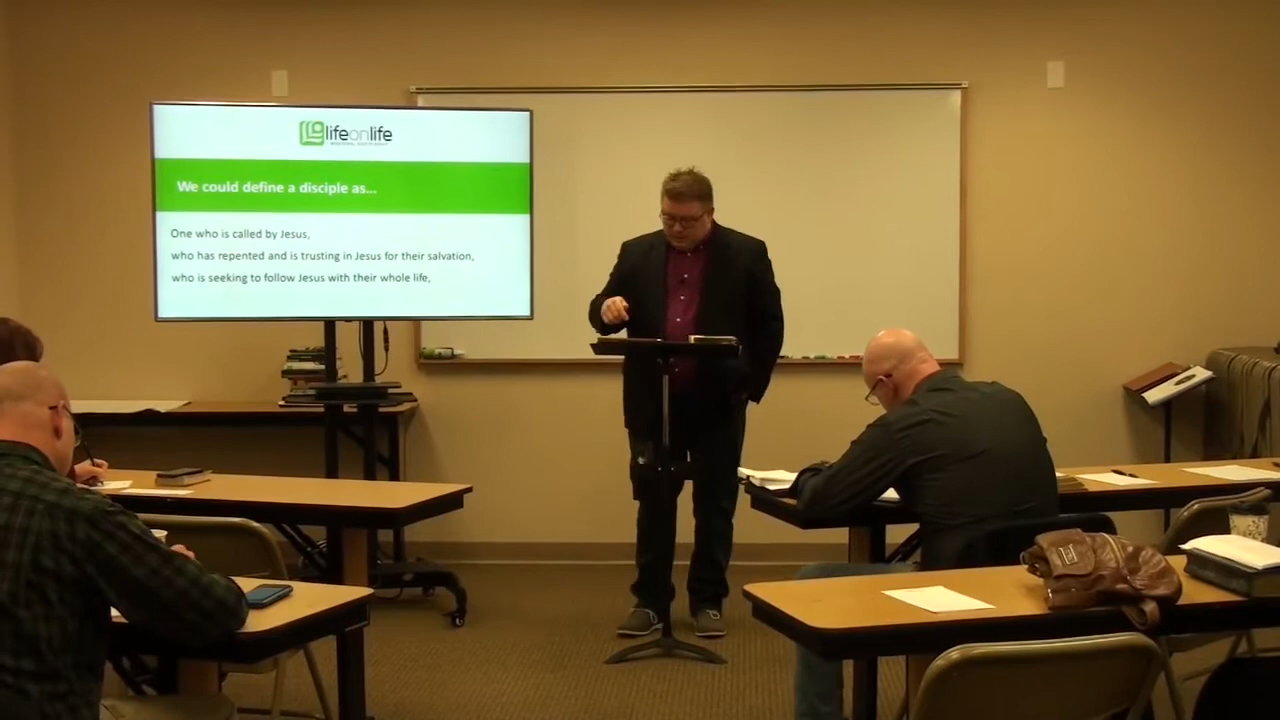 lifeonlife
We could define a disciple as...
One who is called by Jesus,
who has repented and is trusting in Jesus for their salvation,
who is seeking to follow Jesus with their whole life,